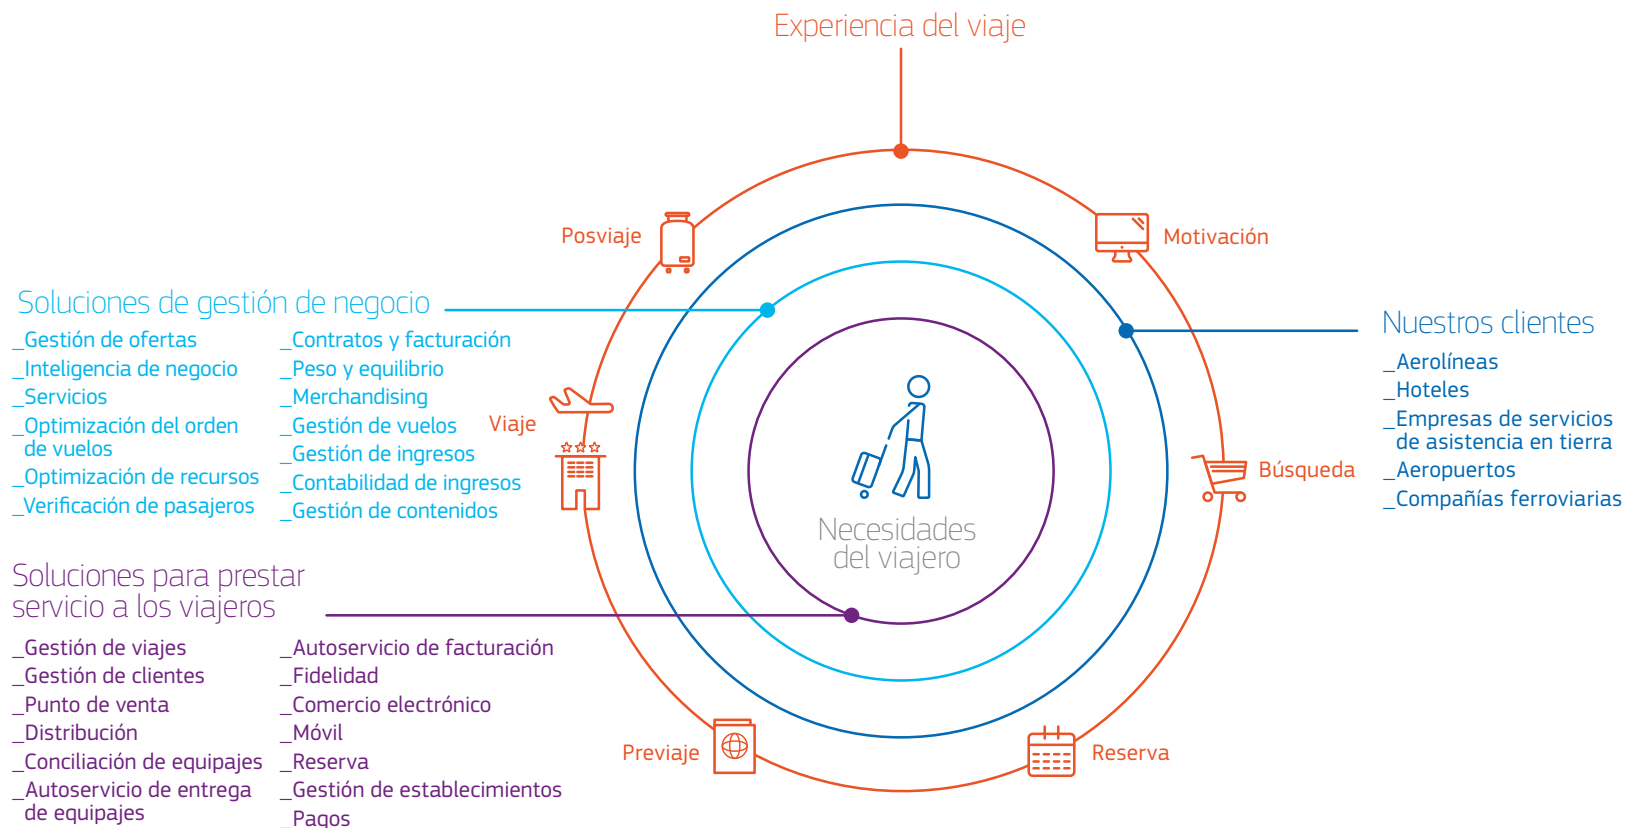 Experiencia del viaje
Posviaje
Motivación
Soluciones de gestión de negocio
_Gestión de ofertas
_Inteligencia de negocio
_Servicios
_Optimización del orden
de vuelos
_Optimización de recursos
_Verificación de pasajeros
_Contratos y facturación
_Peso y equilibrio
_Merchandising
_Gestión de vuelos
_Gestión de ingresos
_Contabilidad de ingresos
_Gestión de contenidos
Viaje
Nuestros clientes
_Aerolíneas
_Hoteles
_Empresas de servicios
de asistencia en tierra
_Aeropuertos
_Compañías ferroviarias
Búsqueda
Necesidades
del viajero
Soluciones para prestar
servicio a los viajeros
_Gestión de viajes
_Gestión de clientes
_Punto de venta
_Distribución
_Conciliación de equipajes
_Autoservicio de entrega
de equipajes
_Autoservicio de facturación
_Fidelidad
_Comercio electrónico
_Móvil
_Reserva
_Gestión de establecimientos
_Pagos
Previaje
Reserva